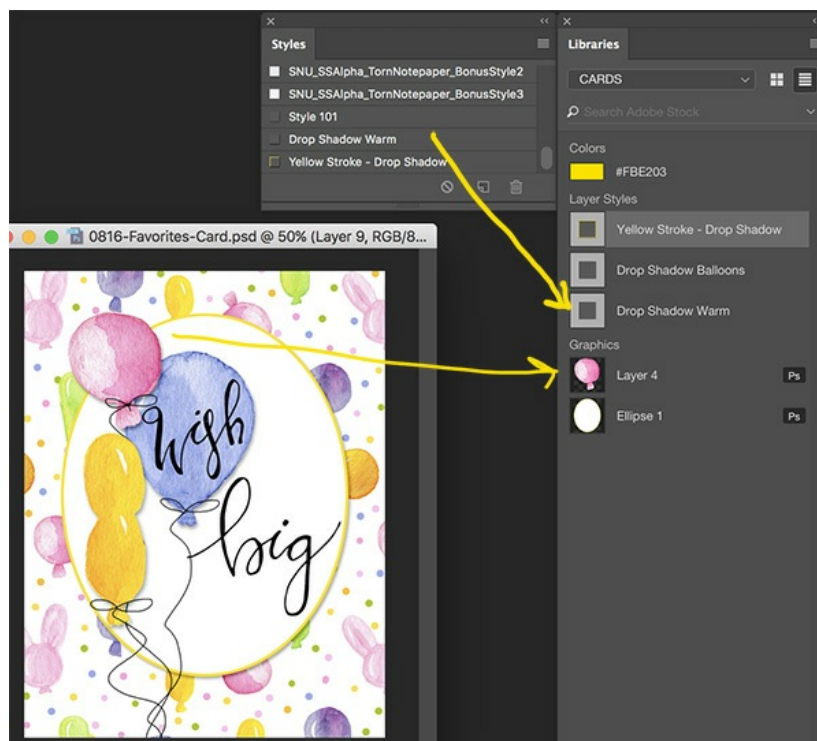 Styles
SNU_SSAlpha_TornNotepaper_BonusStyle2
SNU_SSAlpha_TornNotepaper_BonusStyle3
Style 101
Drop Shadow Warm
Yellow Stroke - Drop Shadow
Libraries
CARDS
Search Adobe Stock
Colors
#FBE203
Layer Styles
Yellow Stroke - Drop Shadow
Drop Shadow Balloons
Drop Shadow Warm
Graphics
Layer 4 Ps
Ellipse 1 Ps
0816-Favorites-Card.psd @ 50% (Layer 9, RGB/8...
Wish
big